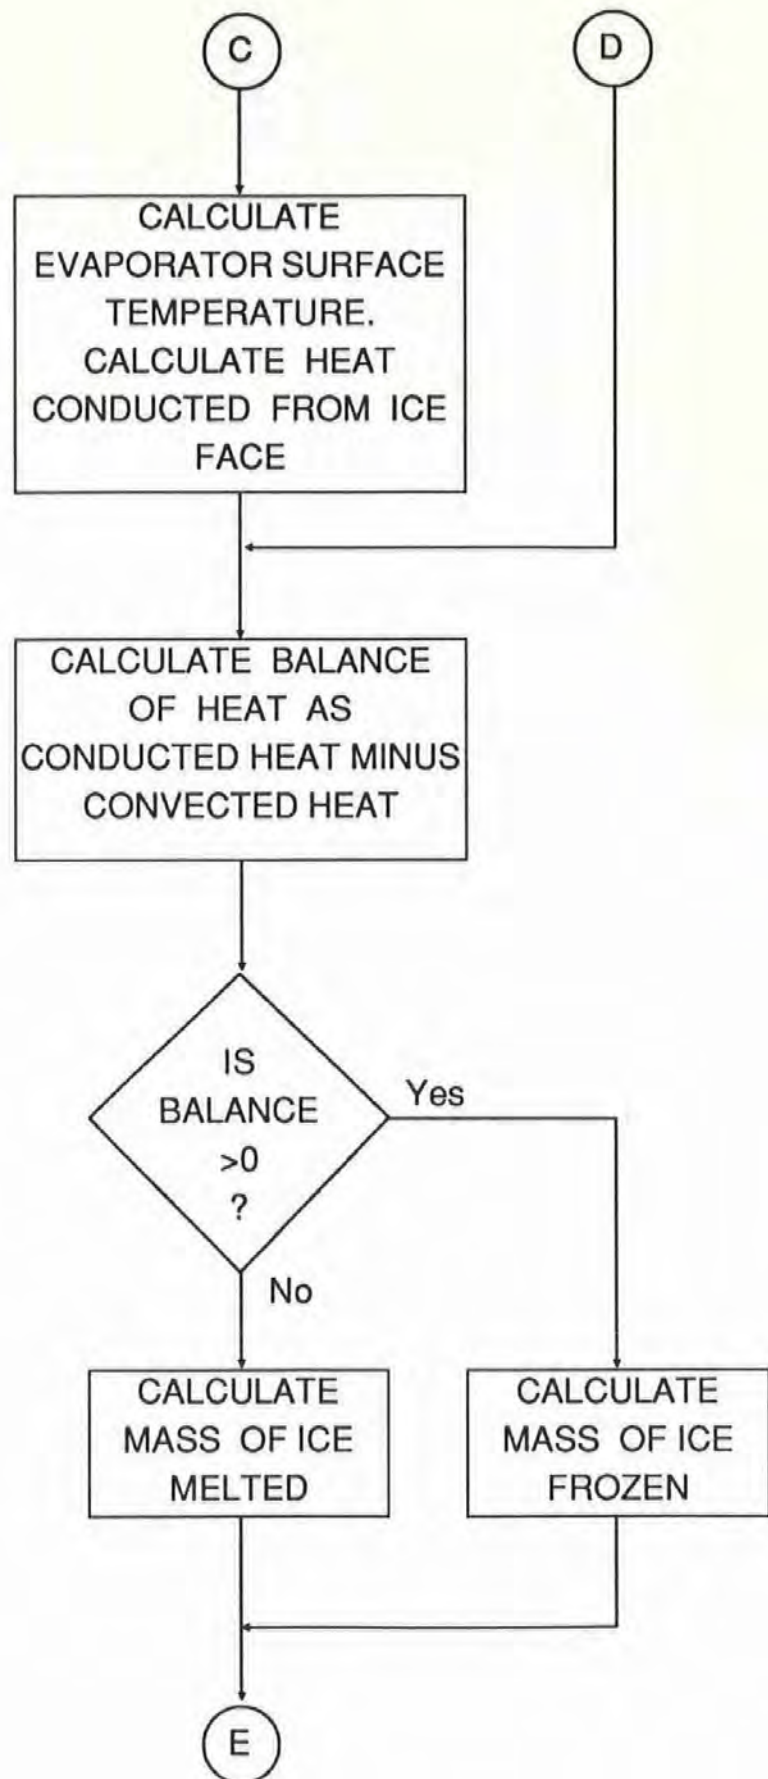 C
D
CALCULATE
EVAPORATOR SURFACE
TEMPERATURE.
CALCULATE HEAT
CONDUCTED FROM ICE
FACE
CALCULATE BALANCE
OF HEAT AS
CONDUCTED HEAT MINUS
CONVECTED HEAT
IS
BALANCE
>0
?
Yes
No
CALCULATE
MASS OF ICE
MELTED
CALCULATE
MASS OF ICE
FROZEN
E